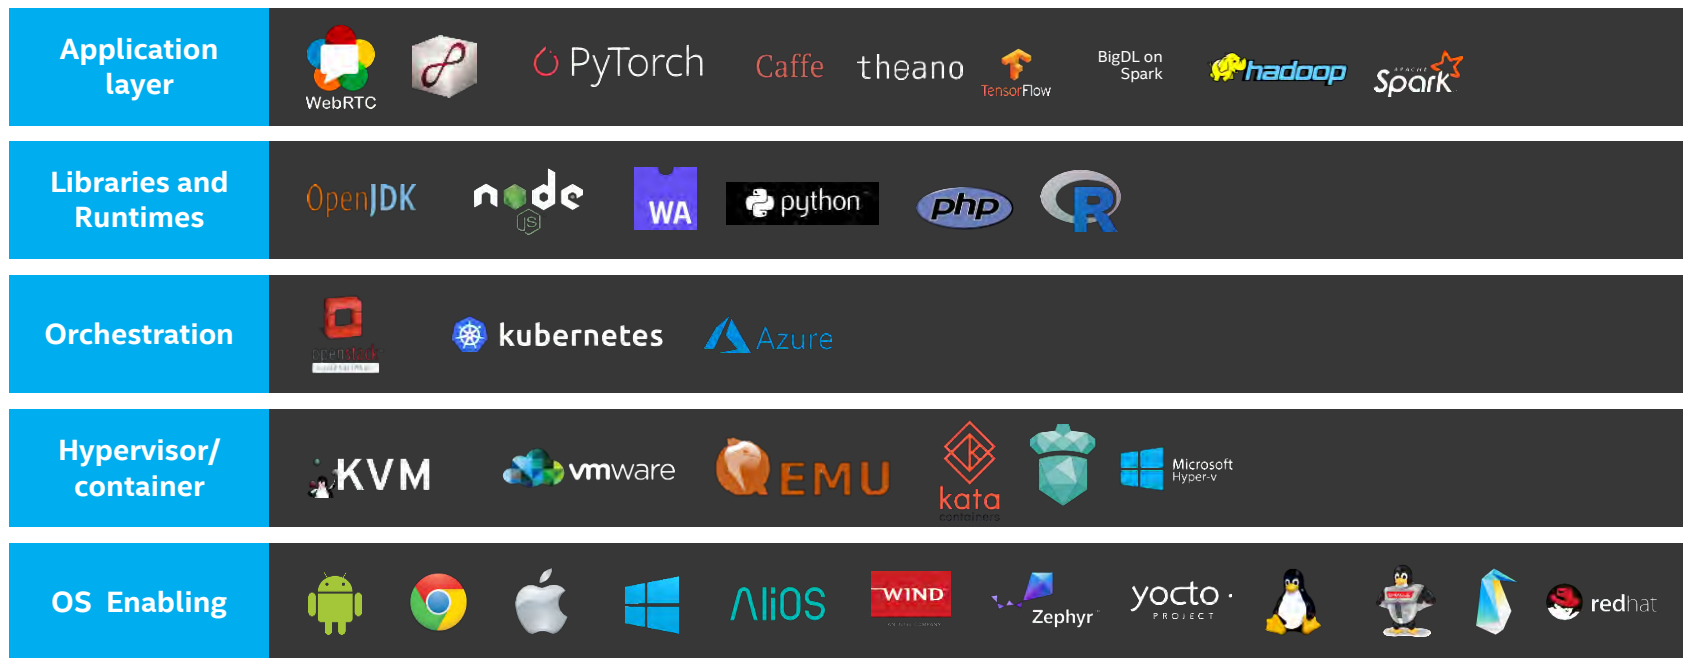 Application
layer
WebRTC
PyTorch
Caffe
theano
TensorFlow
BigDL on
Spark
hadoop
APACHE
Spark
Libraries and
Runtimes
OpenJDK
node
JS
WA
python
php
R
Orchestration
openstack
kubernetes
Azure
Hypervisor/
container
KVM
vmware
QEMU
kata
containers
Microsoft
Hyper-v
OS Enabling
AliOS
WIND
Zephyr
yocto
PROJECT
redhat